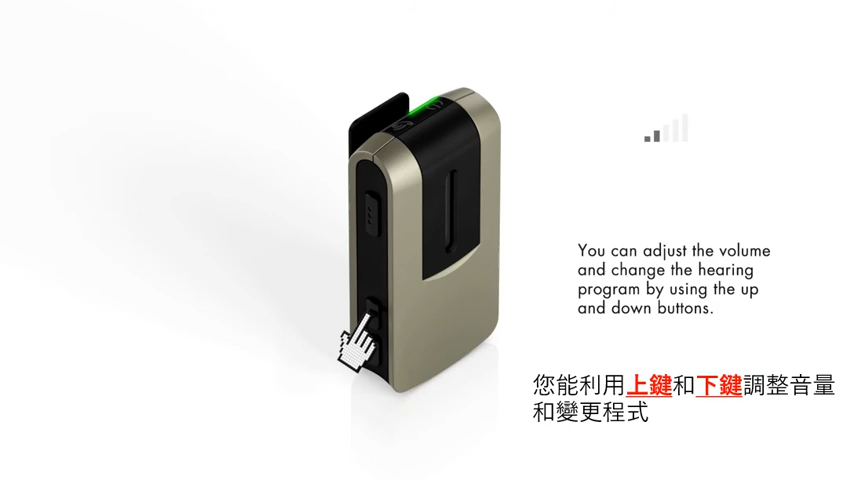 You can adjust the volume
and change the hearing
program by using the up
and down buttons.
您能利用上鍵和下鍵調整音量
和變更程式